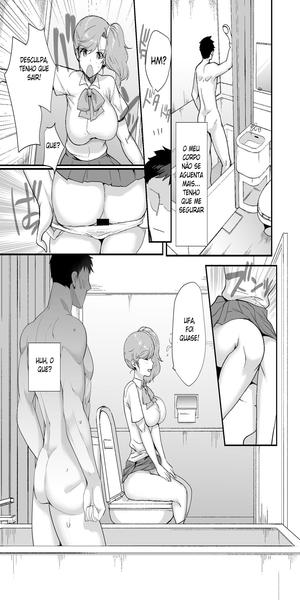 HM?
DESCULPA,
TENHO QUE
SAIR!
QUE?
O MEU
CORPO
NÃO SE
AGUENTA
MAIS...
TENHO
QUE ME
SEGURAR
UFA,
FOI
QUASE!
HUH, O
QUE?